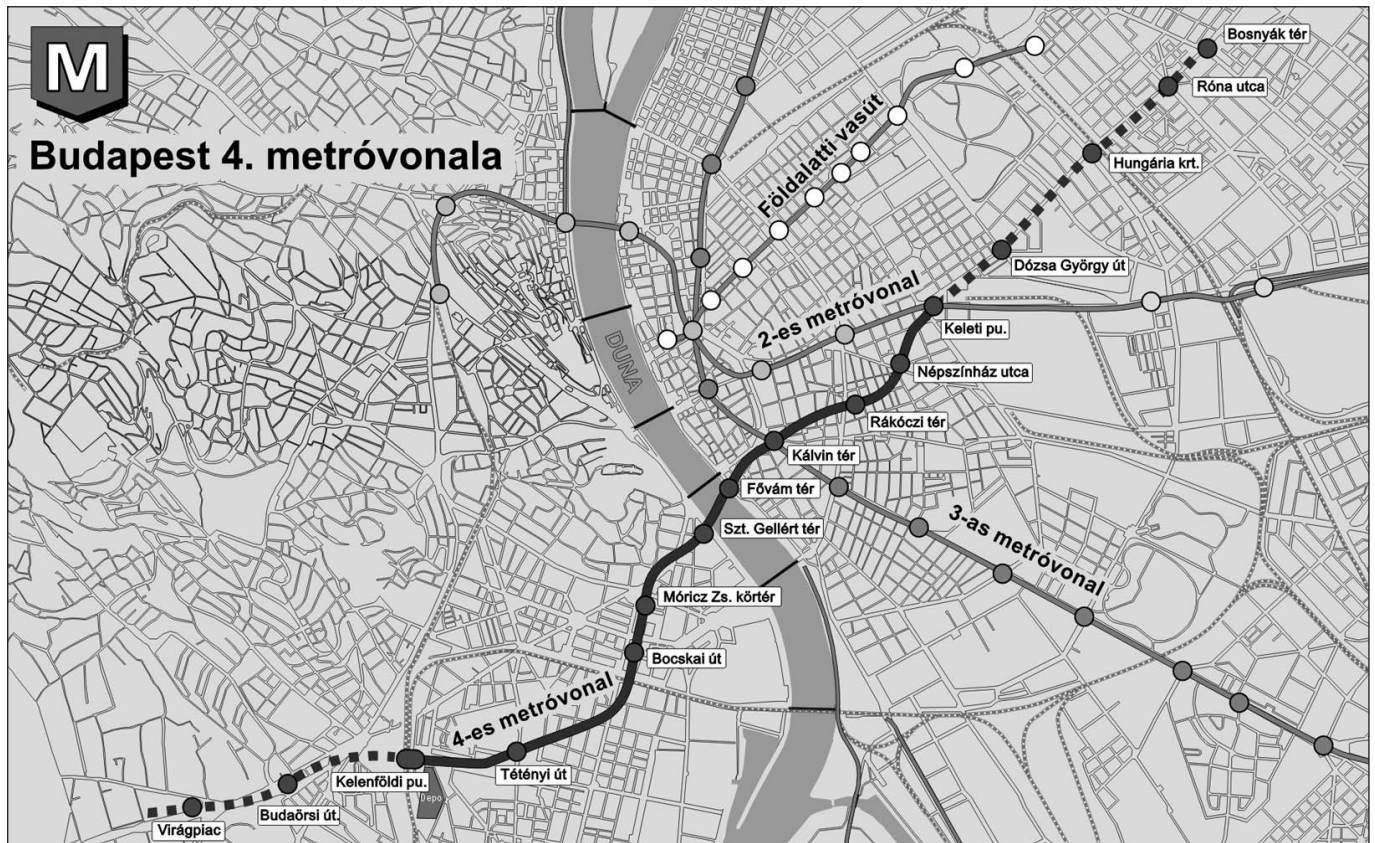 M
Budapest 4. metróvonala
Bosnyák tér
Róna utca
Hungária krt.
Földalatti vasút
Dózsa György út
2-es metróvonal
Keleti pu.
DUNA
Népszínház utca
Rákóczi tér
Kálvin tér
Fővám tér
Szt. Gellért tér
3-as metróvonal
Móricz Zs. körtér
Bocskai út
4-es metróvonal
Tétényi út
Kelenföldi pu.
Depo
Budaörsi út.
Virágpiac